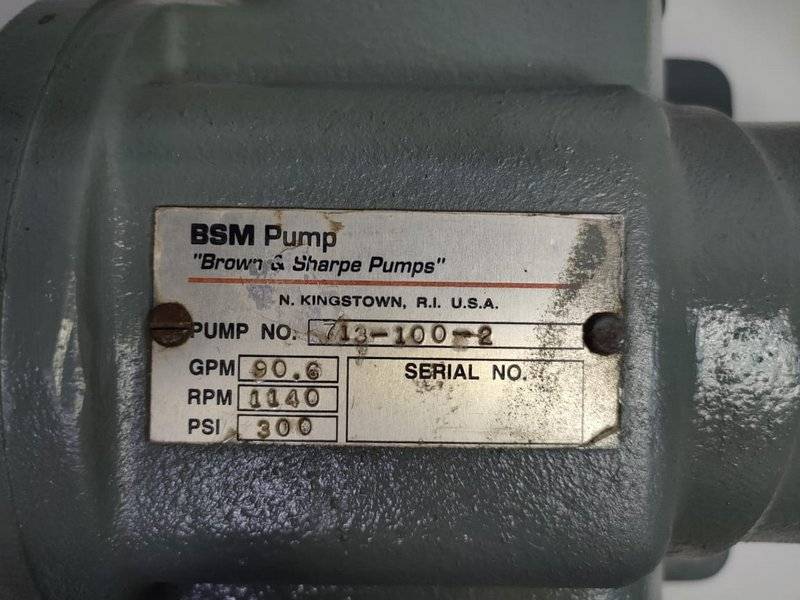 BSM Pump
"Brown & Sharpe Pumps"
N. KINGSTOWN, R.I. U.S.A.
PUMP NO. 713-100-2
GPM 90.6
SERIAL NO.
RPM 1140
PSI 300